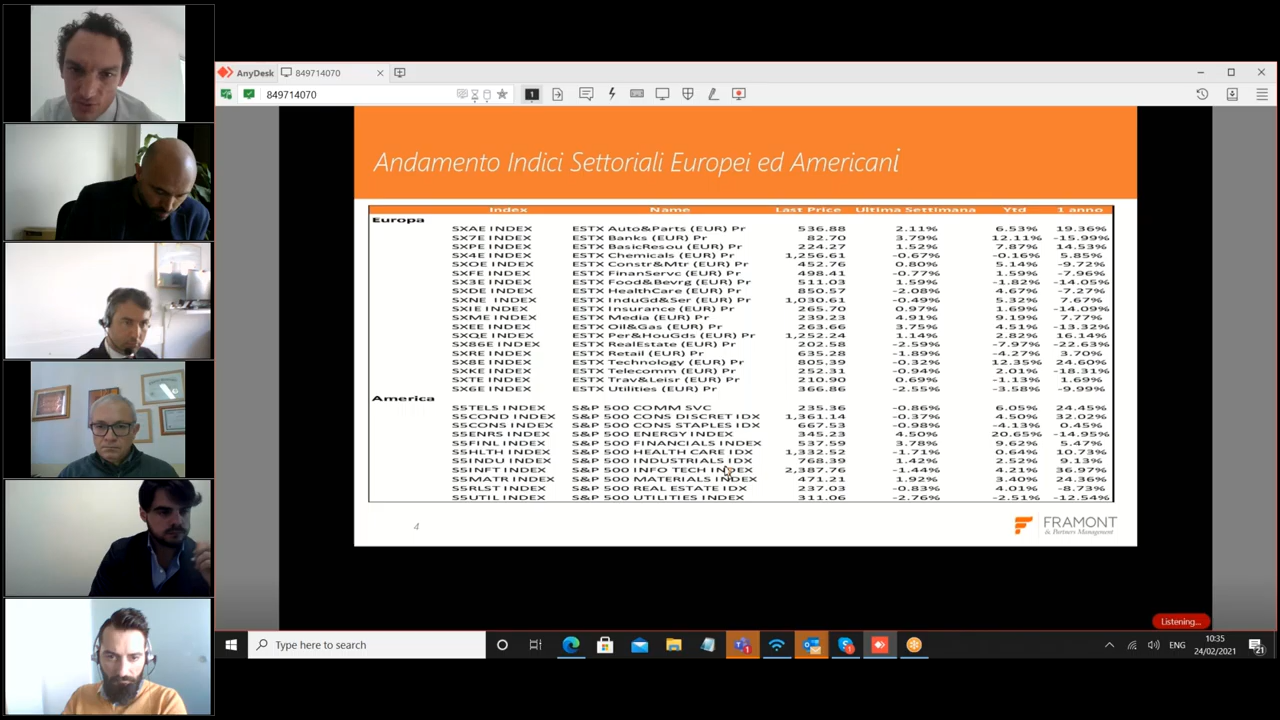 AnyDesk 849714070
849714070 1
Andamento Indici Settoriali Europei ed Americani
Index Name Last Price Ultima Settimana Ytd 1 anno
Europa
SXAE INDEX ESTX Auto&Parts (EUR) Pr 536.88 2.11% 6.53% 19.36%
SX7E INDEX ESTX Banks (EUR) Pr 82.70 3.79% 12.11% -15.99%
SXPE INDEX ESTX BasicResou (EUR) Pr 224.27 1.52% 7.87% 14.53%
SX4E INDEX ESTX Chemicals (EUR) Pr 1,256.61 -0.67% -0.16% 5.85%
SXOE INDEX ESTX Constr&Mtr (EUR) Pr 452.76 0.80% 5.14% -9.72%
SXFE INDEX ESTX FinanServc (EUR) Pr 498.41 -0.77% 1.59% -7.96%
SX3E INDEX ESTX Food&Bevrg (EUR) Pr 511.03 1.59% -1.82% -14.05%
SXDE INDEX ESTX HealthCare (EUR) Pr 850.57 -2.08% 4.67% -7.27%
SXNE INDEX ESTX InduGd&Ser (EUR) Pr 1,030.61 -0.49% 5.32% 7.67%
SXIE INDEX ESTX Insurance (EUR) Pr 265.70 0.97% 1.69% -14.09%
SXME INDEX ESTX Media (EUR) Pr 239.23 4.91% 9.19% 7.77%
SXEE INDEX ESTX Oil&Gas (EUR) Pr 263.66 3.75% 4.51% -13.32%
SXQE INDEX ESTX Per&HouGds (EUR) Pr 1,252.24 1.14% 2.82% 16.14%
SX86E INDEX ESTX RealEstate (EUR) Pr 202.58 -2.59% -7.97% -22.63%
SXRE INDEX ESTX Retail (EUR) Pr 635.28 -1.89% -4.27% 3.70%
SX8E INDEX ESTX Technology (EUR) Pr 805.39 -0.32% 12.35% 24.60%
SXKE INDEX ESTX Telecomm (EUR) Pr 252.31 -0.94% 2.01% -18.31%
SXTE INDEX ESTX Trav&Leisr (EUR) Pr 210.90 0.69% -1.13% 1.69%
SX6E INDEX ESTX Utilities (EUR) Pr 366.86 -2.55% -3.58% -9.99%
America
S5TELS INDEX S&P 500 COMM SVC 235.36 -0.86% 6.05% 24.45%
S5COND INDEX S&P 500 CONS DISCRET IDX 1,361.14 -0.37% 4.50% 32.02%
S5CONS INDEX S&P 500 CONS STAPLES IDX 667.53 -0.98% -4.13% 0.45%
S5ENRS INDEX S&P 500 ENERGY INDEX 345.23 4.50% 20.65% -14.95%
S5FINL INDEX S&P 500 FINANCIALS INDEX 537.59 3.78% 9.62% 5.47%
S5HLTH INDEX S&P 500 HEALTH CARE IDX 1,332.52 -1.71% 0.64% 10.73%
S5INDU INDEX S&P 500 INDUSTRIALS IDX 768.39 1.42% 2.52% 9.13%
S5INFT INDEX S&P 500 INFO TECH INDEX 2,387.76 -1.44% 4.21% 36.97%
S5MATR INDEX S&P 500 MATERIALS INDEX 471.21 1.92% 3.40% 24.36%
S5RLST INDEX S&P 500 REAL ESTATE IDX 237.03 -0.83% 4.01% -8.73%
S5UTIL INDEX S&P 500 UTILITIES INDEX 311.06 -2.76% -2.51% -12.54%
4
FRAMONT
& Partners Management
Listening...
Type here to search
ENG
10:35
24/02/2021
21